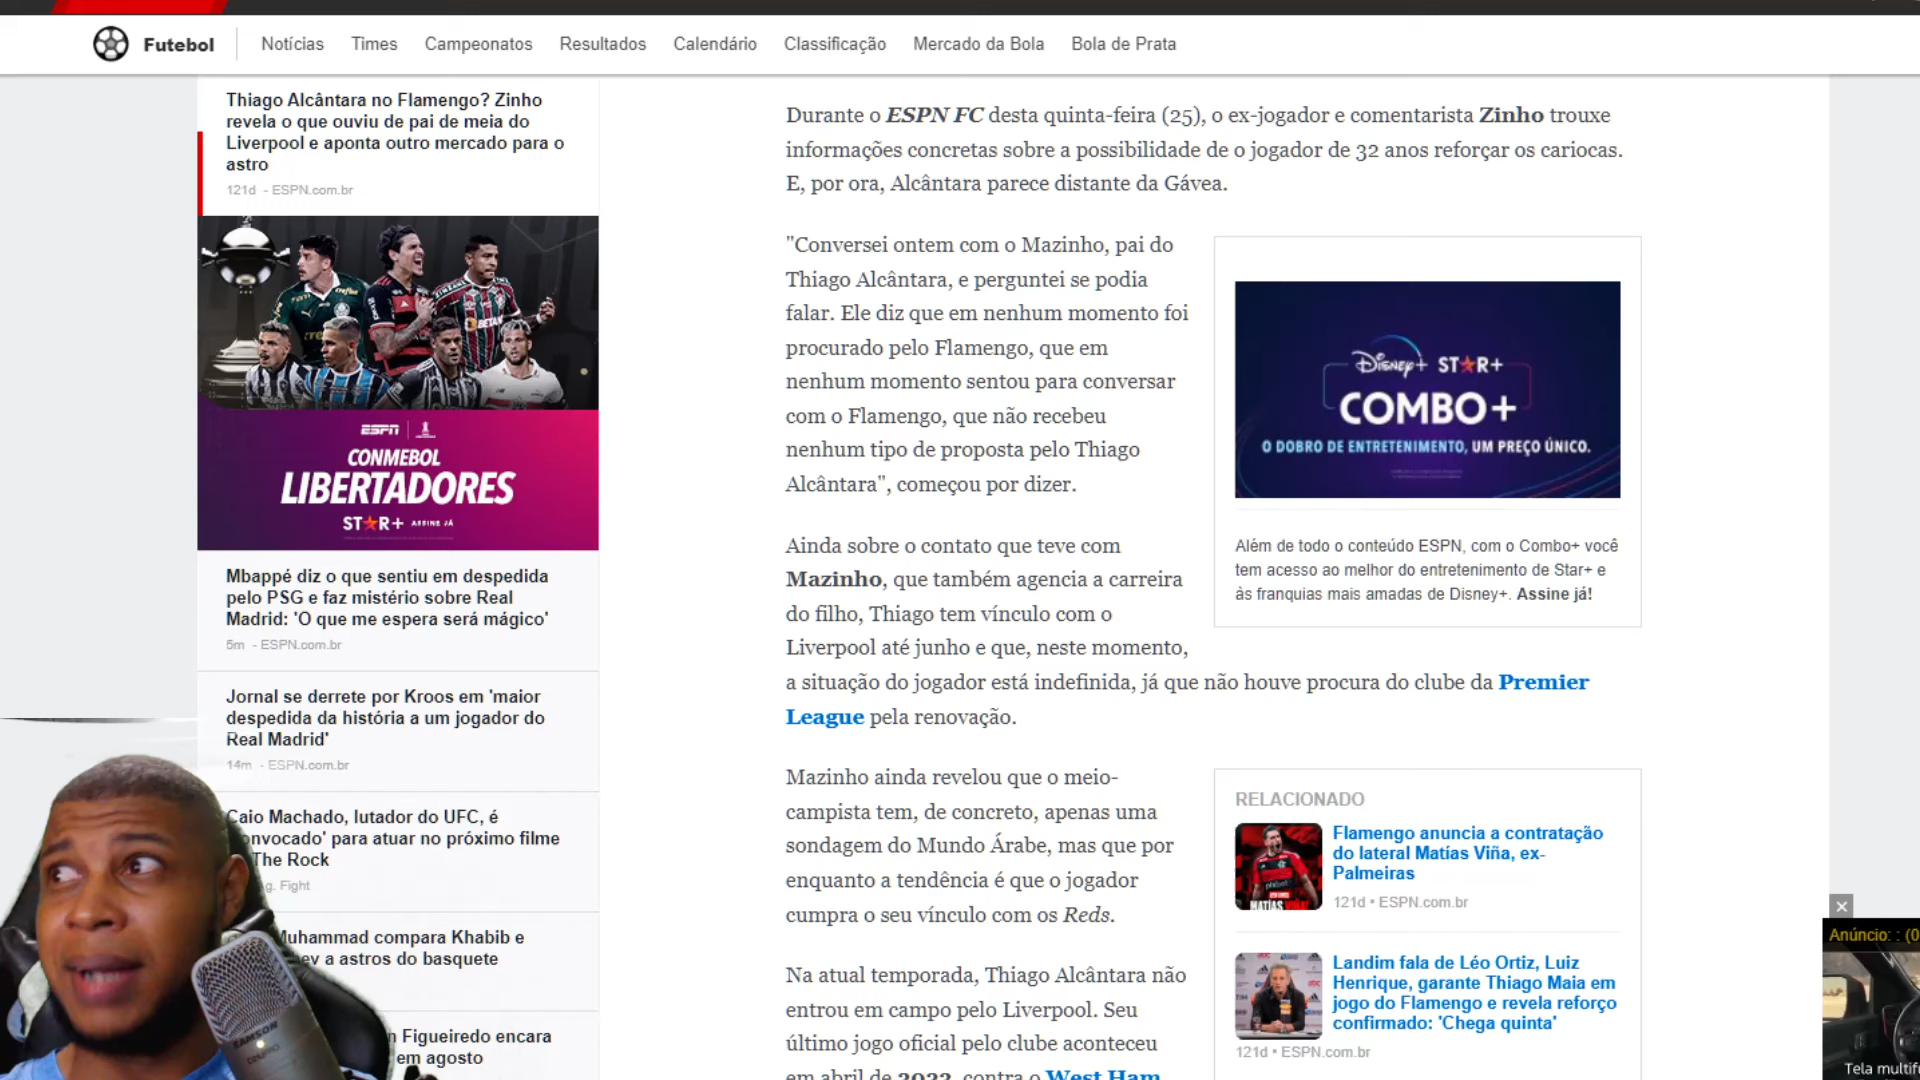 Futebol
Notícias
Times
Campeonatos
Resultados
Calendário
Classificação
Mercado da Bola
Bola de Prata
Thiago Alcântara no Flamengo? Zinho
revela o que ouviu de pai de meia do
Liverpool e aponta outro mercado para o
astro
121d - ESPN.com.br
BETANO
ESPN
CONMEBOL
LIBERTADORES
STAR+ ASSINE JÁ
Mbappé diz o que sentiu em despedida
pelo PSG e faz mistério sobre Real
Madrid: 'O que me espera será mágico'
5m - ESPN.com.br
Jornal se derrete por Kroos em 'maior
despedida da história a um jogador do
Real Madrid'
14m - ESPN.com.br
Caio Machado, lutador do UFC, é
onvocado' para atuar no próximo filme
The Rock
g. Fight
Muhammad compara Khabib e
ev a astros do basquete
n Figueiredo encara
em agosto
SAMSON
Durante o ESPN FC desta quinta-feira (25), o ex-jogador e comentarista Zinho trouxe
informações concretas sobre a possibilidade de o jogador de 32 anos reforçar os cariocas.
E, por ora, Alcântara parece distante da Gávea.
"Conversei ontem com o Mazinho, pai do
Thiago Alcântara, e perguntei se podia
falar. Ele diz que em nenhum momento foi
procurado pelo Flamengo, que em
nenhum momento sentou para conversar
com o Flamengo, que não recebeu
nenhum tipo de proposta pelo Thiago
Alcântara", começou por dizer.
Ainda sobre o contato que teve com
Mazinho, que também agencia a carreira
do filho, Thiago tem vínculo com o
Liverpool até junho e que, neste momento,
a situação do jogador está indefinida, já que não houve procura do clube da Premier
League pela renovação.
Mazinho ainda revelou que o meio-
campista tem, de concreto, apenas uma
sondagem do Mundo Árabe, mas que por
enquanto a tendência é que o jogador
cumpra o seu vínculo com os Reds.
Na atual temporada, Thiago Alcântara não
entrou em campo pelo Liverpool. Seu
último jogo oficial pelo clube aconteceu
em abril de 2023, contra o West Ham
Disney+ STAR+
COMBO+
O DOBRO DE ENTRETENIMENTO, UM PREÇO ÚNICO.
Além de todo o conteúdo ESPN, com o Combo+ você
tem acesso ao melhor do entretenimento de Star+ e
às franquias mais amadas de Disney+. Assine já!
RELACIONADO
MATÍAS VIÑA
Flamengo anuncia a contratação
do lateral Matías Viña, ex-
Palmeiras
121d • ESPN.com.br
Landim fala de Léo Ortiz, Luiz
Henrique, garante Thiago Maia em
jogo do Flamengo e revela reforço
confirmado: 'Chega quinta'
121d • ESPN.com.br
Anúncio: : (0
Tela multif